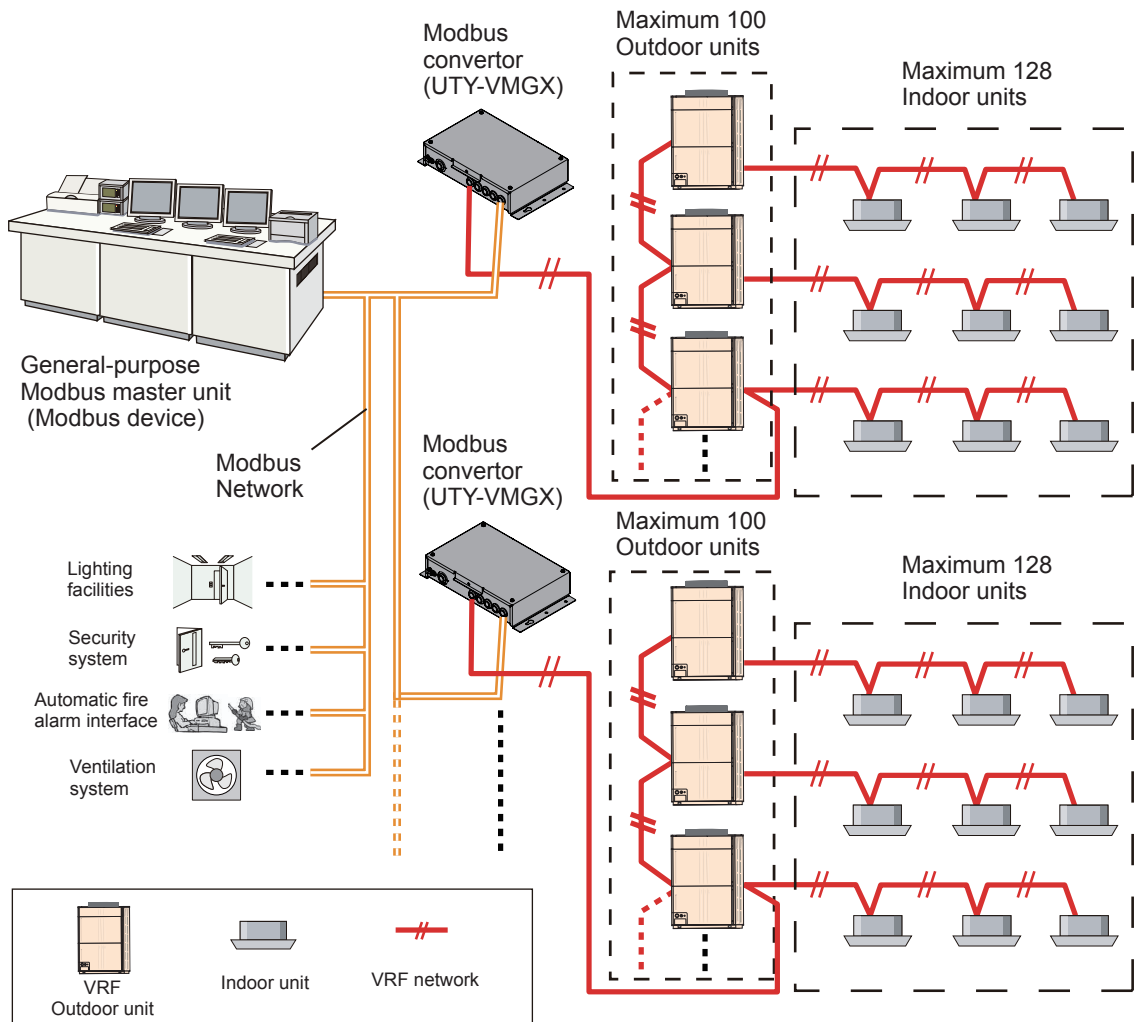 Modbus
convertor
(UTY-VMGX)
Maximum 100
Outdoor units
Maximum 128
Indoor units
General-purpose
Modbus master unit
(Modbus device)
Modbus
Network
Modbus
convertor
(UTY-VMGX)
Maximum 100
Outdoor units
Maximum 128
Indoor units
Lighting
facilities
Security
system
Automatic fire
alarm interface
Ventilation
system
VRF
Outdoor unit
Indoor unit
VRF network